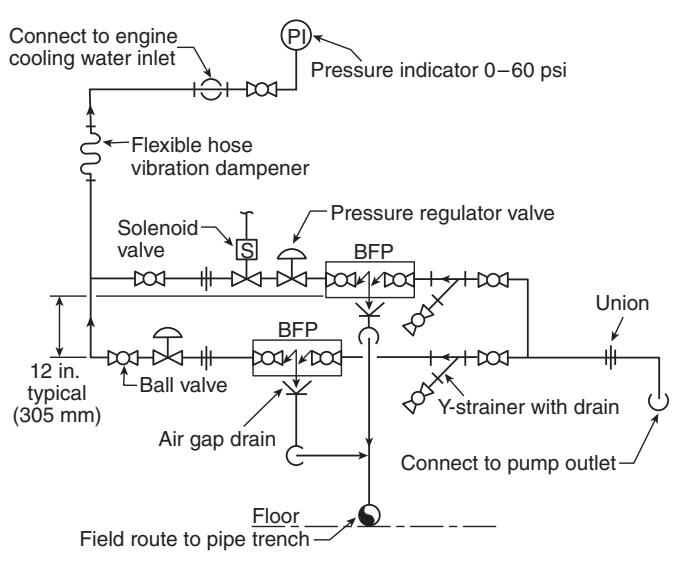 Connect to engine
cooling water inlet
PI
Pressure indicator 0–60 psi
Flexible hose
vibration dampener
Solenoid
valve
S
Pressure regulator valve
BFP
BFP
Union
12 in.
typical
(305 mm)
Ball valve
Y-strainer with drain
Air gap drain
Connect to pump outlet
Floor
Field route to pipe trench